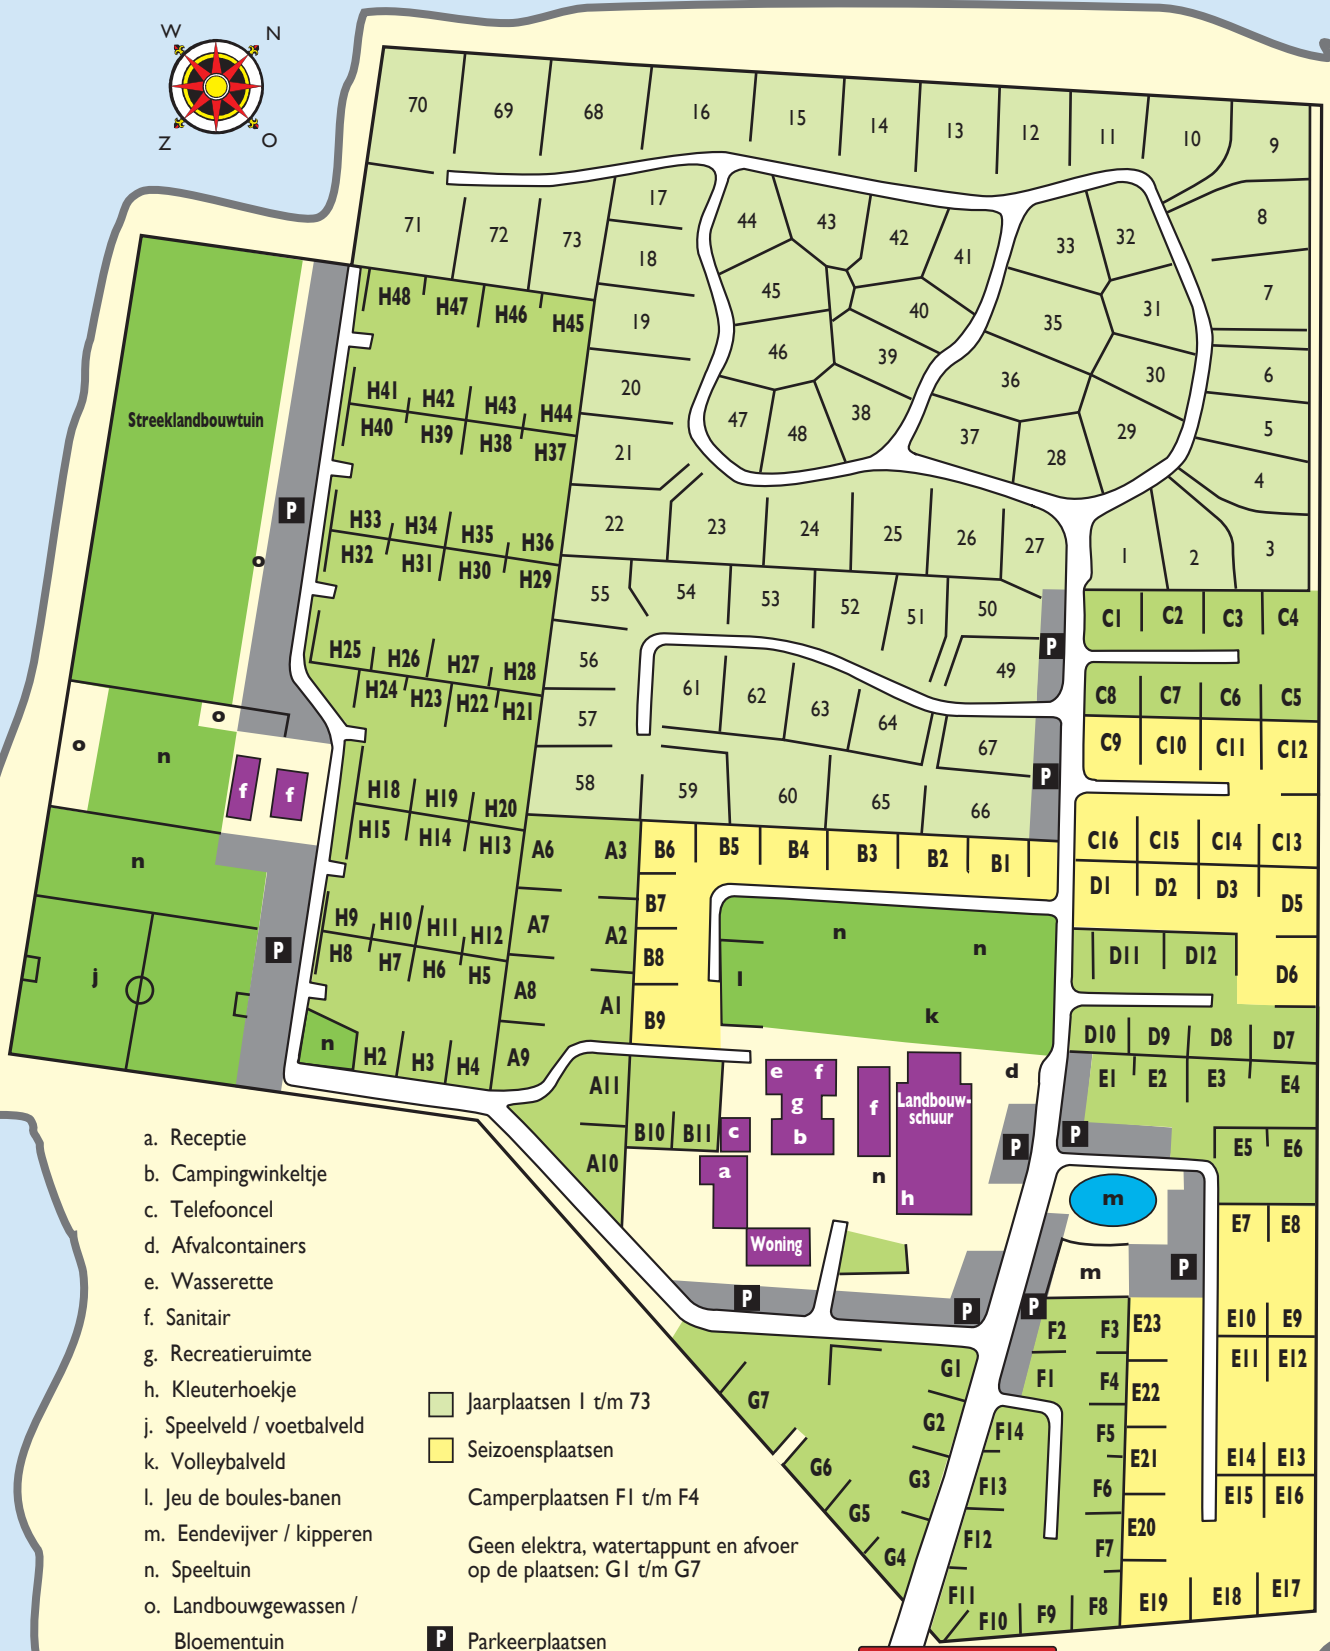 W N
Z O
70 69 68 16 15 14 13 12 11 10 9
71 72 73 17 44 43 42 41 33 32 8
18 45 40 31 7
19 46 39 35 30 6
20 47 48 38 36 37 28 29 5
21 4
22 23 24 25 26 27 1 2 3
H48 H47 H46 H45
H41 H42 H43 H44
H40 H39 H38 H37
Streeklandbouwtuin
P
H33 H34 H35 H36
H32 H31 H30 H29
o
55 54 53 52 51 50 49
C1 C2 C3 C4
P
H25 H26 H27 H28
H24 H23 H22 H21
56 61 62 63 64 67
57
58 59 60 65 66
C8 C7 C6 C5
C9 C10 C11 C12
o
o n f f
P
H18 H19 H20
H15 H14 H13
A6 A3 B6 B5 B4 B3 B2 B1
C16 C15 C14 C13
D1 D2 D3 D5
n
H9 H10 H11 H12
H8 H7 H6 H5
A7 A2 B7
B8
n n
P
D11 D12 D6
j
A8 A1 l
B9 k
n H2 H3 H4 A9
D10 D9 D8 D7
E1 E2 E3 E4
A11 e f
g
b
f Landbouw-
schuur
d
B10 B11 c
P P
E5 E6
A10 a n h m
Woning
E7 E8
m P
P P P
E10 E9
F2 F3 E23
E11 E12
G1 F1 F4 E22
G7 G2 F14 F5
G6 G3 F13 F6 E21
E14 E13
E15 E16
G5 F12 F7 E20
G4 F11 F10 F9 F8 E19 E18 E17
a. Receptie
b. Campingwinkeltje
c. Telefooncel
d. Afvalcontainers
e. Wasserette
f. Sanitair
g. Recreatieruimte
h. Kleuterhoekje
j. Speelveld / voetbalveld
k. Volleybalveld
l. Jeu de boules-banen
m. Eendevijver / kipperen
n. Speeltuin
o. Landbouwgewassen /
Bloementuin
Jaarplaatsen 1 t/m 73
Seizoensplaatsen
Camperplaatsen F1 t/m F4
Geen elektra, watertappunt en afvoer
op de plaatsen: G1 t/m G7
P Parkeerplaatsen